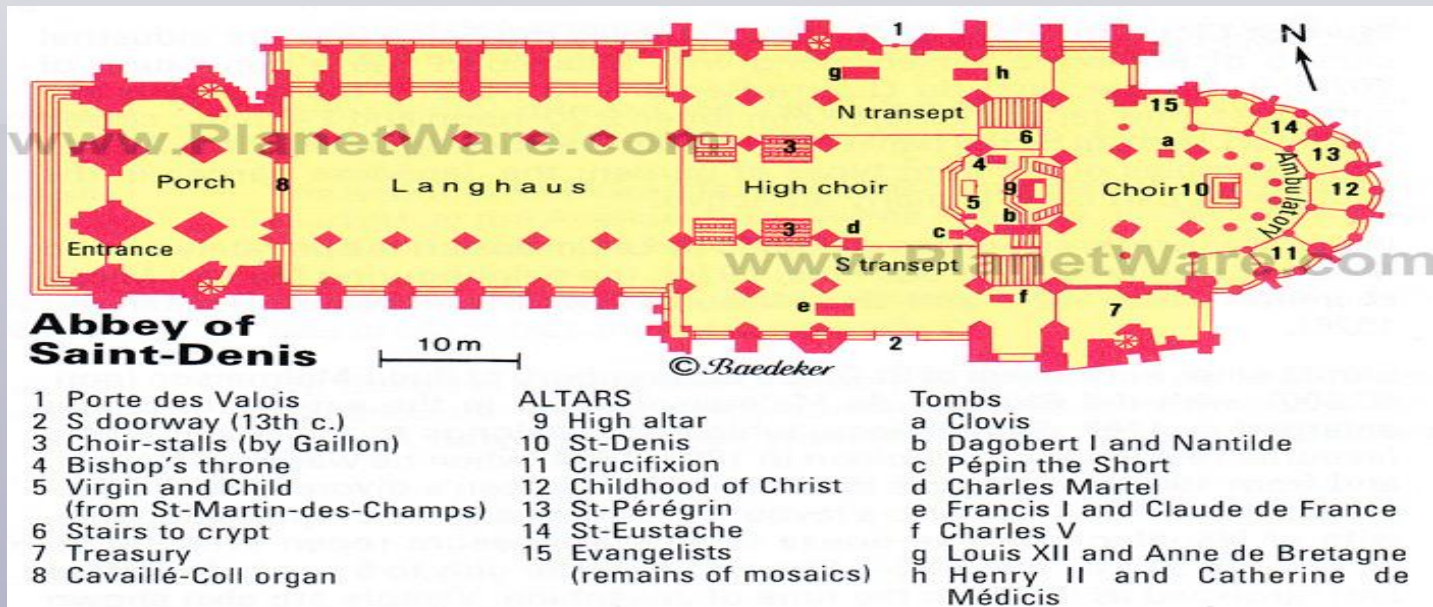 1
N
g
h
N transept
15
14
13
12
11
a
6
3
4
Porch
8
Langhaus
High choir
5
9
b
Choir
10
Ambulatory
3
d
c
Entrance
S transept
www.PlanetWare.com
www.PlanetWare.com
e
f
7
2
Abbey of
Saint-Denis
10 m
© Baedeker
1 Porte des Valois
2 S doorway (13th c.)
3 Choir-stalls (by Gaillon)
4 Bishop's throne
5 Virgin and Child
(from St-Martin-des-Champs)
6 Stairs to crypt
7 Treasury
8 Cavaillé-Coll organ
ALTARS
9 High altar
10 St-Denis
11 Crucifixion
12 Childhood of Christ
13 St-Pérégrin
14 St-Eustache
15 Evangelists
(remains of mosaics)
Tombs
a Clovis
b Dagobert I and Nantilde
c Pépin the Short
d Charles Martel
e Francis I and Claude de France
f Charles V
g Louis XII and Anne de Bretagne
h Henry II and Catherine de
Médicis